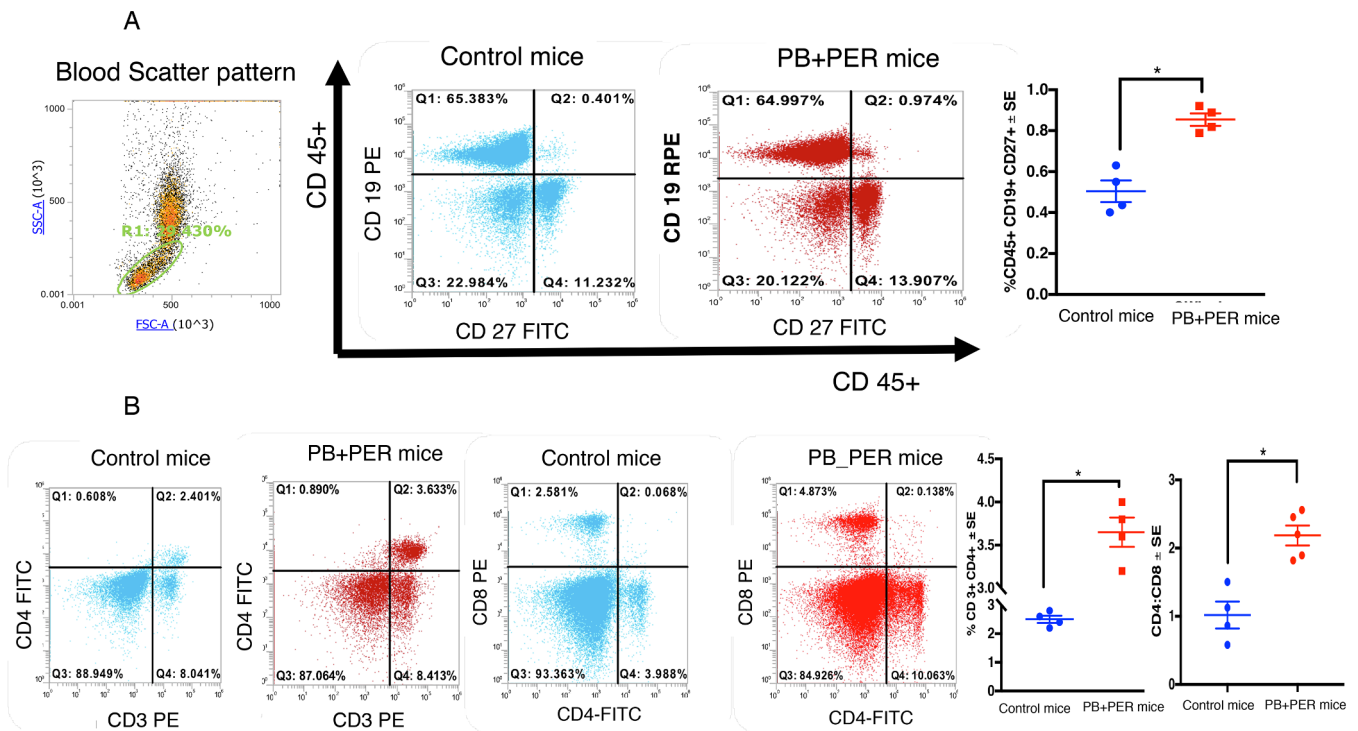 A
Blood Scatter pattern
1000
500
0.001
SSC-A (10^3)
0.001
500
1000
FSC-A (10^3)
CD 45+
CD 45+
Control mice
Q1: 65.383%
Q2: 0.401%
Q3: 22.984%
Q4: 11.232%
CD 19 PE
CD 27 FITC
PB+PER mice
Q1: 64.997%
Q2: 0.974%
Q3: 20.122%
Q4: 13.907%
CD 19 RPE
CD 27 FITC
%CD45+ CD19+ CD27+ ± SE
1.0
0.8
0.6
0.4
0.2
0.0
*
Control mice
PB+PER mice
B
Control mice
Q1: 0.608%
Q2: 2.401%
Q3: 88.949%
Q4: 8.041%
CD4 FITC
CD3 PE
PB+PER mice
Q1: 0.890%
Q2: 3.633%
Q3: 87.064%
Q4: 8.413%
CD4 FITC
CD3 PE
Control mice
Q1: 2.581%
Q2: 0.068%
Q3: 93.363%
Q4: 3.988%
CD8 PE
CD4-FITC
PB_PER mice
Q1: 4.873%
Q2: 0.138%
Q3: 84.926%
Q4: 10.063%
CD8 PE
CD4-FITC
% CD 3+ CD4+ ± SE
4.5
4.0
3.5
3.0
3
2
1
0
*
Control mice
PB+PER mice
CD4:CD8 ± SE
3
2
1
0
*
Control mice
PB+PER mice